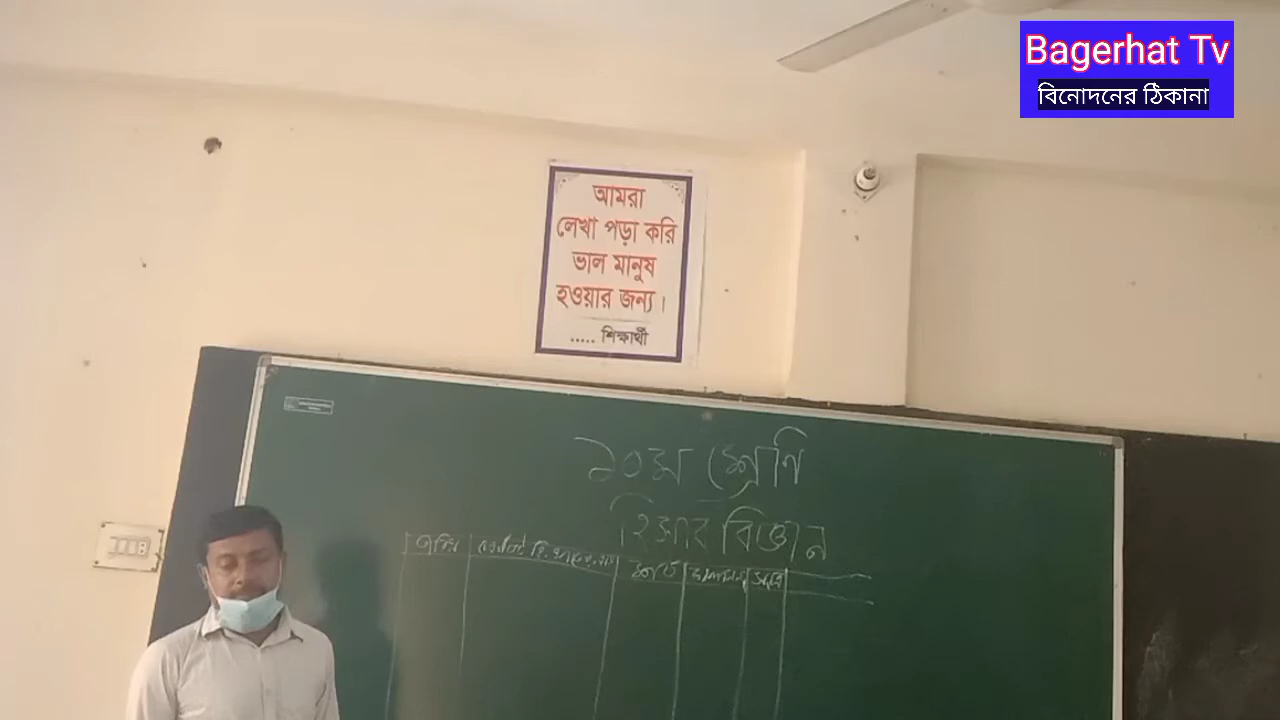 Bagerhat Tv
বিনোদনের ঠিকানা
আমরা
লেখা পড়া করি
ভাল মানুষ
হওয়ার জন্য।
..... শিক্ষার্থী
১০ম শ্রেণি
হিসাব বিজ্ঞান